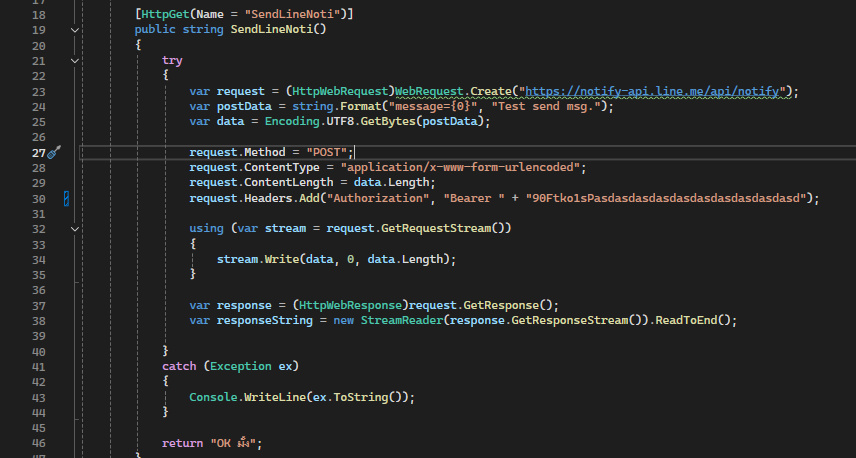 18 [HttpGet(Name = "SendLineNoti")]
19 public string SendLineNoti()
20 {
21 try
22 {
23 var request = (HttpWebRequest)WebRequest.Create("https://notify-api.line.me/api/notify");
24 var postData = string.Format("message={0}", "Test send msg.");
25 var data = Encoding.UTF8.GetBytes(postData);
26
27 request.Method = "POST";
28 request.ContentType = "application/x-www-form-urlencoded";
29 request.ContentLength = data.Length;
30 request.Headers.Add("Authorization", "Bearer " + "90Ftko1sPasdasdasdasdasdasdasdasdasdasdasd");
31
32 using (var stream = request.GetRequestStream())
33 {
34 stream.Write(data, 0, data.Length);
35 }
36
37 var response = (HttpWebResponse)request.GetResponse();
38 var responseString = new StreamReader(response.GetResponseStream()).ReadToEnd();
39
40 }
41 catch (Exception ex)
42 {
43 Console.WriteLine(ex.ToString());
44 }
45
46 return "OK มั้ง";